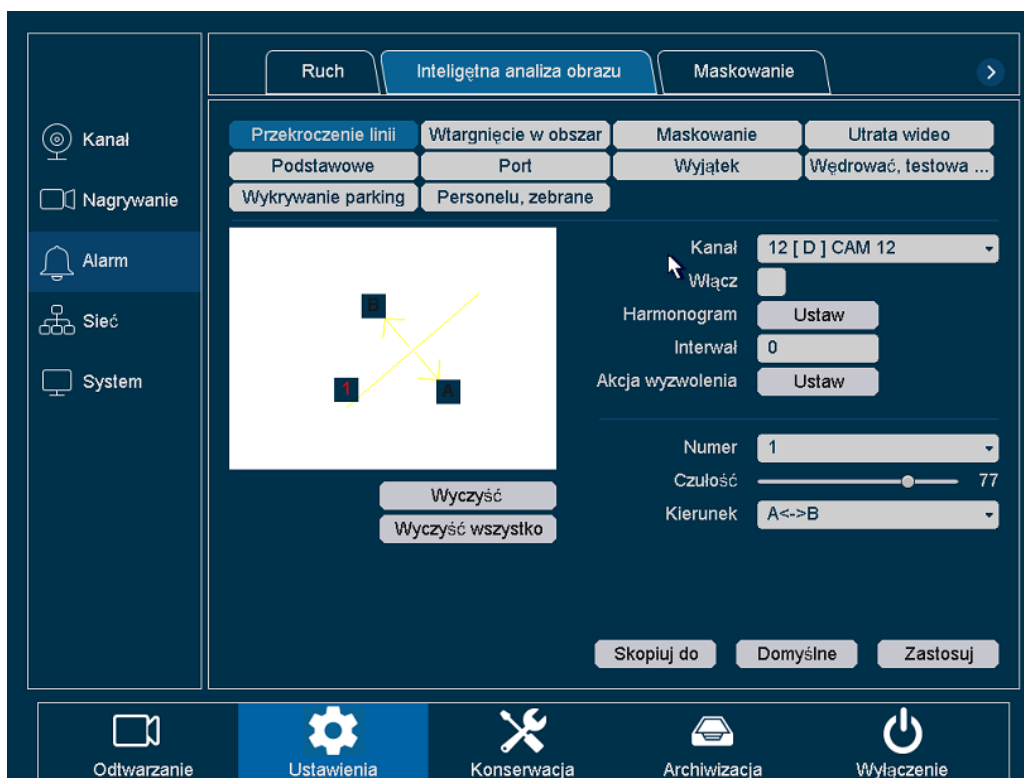 Ruch
Inteligętna analiza obrazu
Maskowanie
Kanał
Nagrywanie
Alarm
Sieć
System
Przekroczenie linii
Wtargnięcie w obszar
Maskowanie
Utrata wideo
Podstawowe
Port
Wyjątek
Wędrować, testowa ...
Wykrywanie parking
Personelu, zebrane
B
1
A
Wyczyść
Wyczyść wszystko
Kanał 12 [ D ] CAM 12
Włącz
Harmonogram Ustaw
Interwał 0
Akcja wyzwolenia Ustaw
Numer 1
Czułość 77
Kierunek A<->B
Skopiuj do
Domyślne
Zastosuj
Odtwarzanie
Ustawienia
Konserwacja
Archiwizacja
Wyłączenie